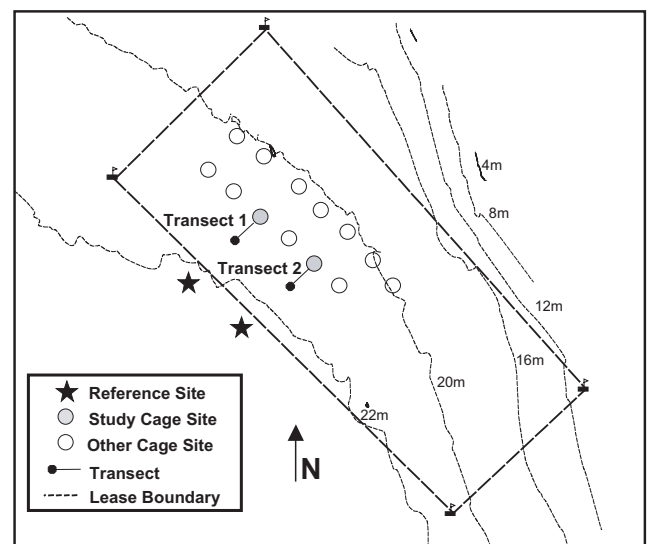 4m
8m
Transect 1
Transect 2
12m
16m
20m
22m
N
Reference Site
Study Cage Site
Other Cage Site
Transect
Lease Boundary